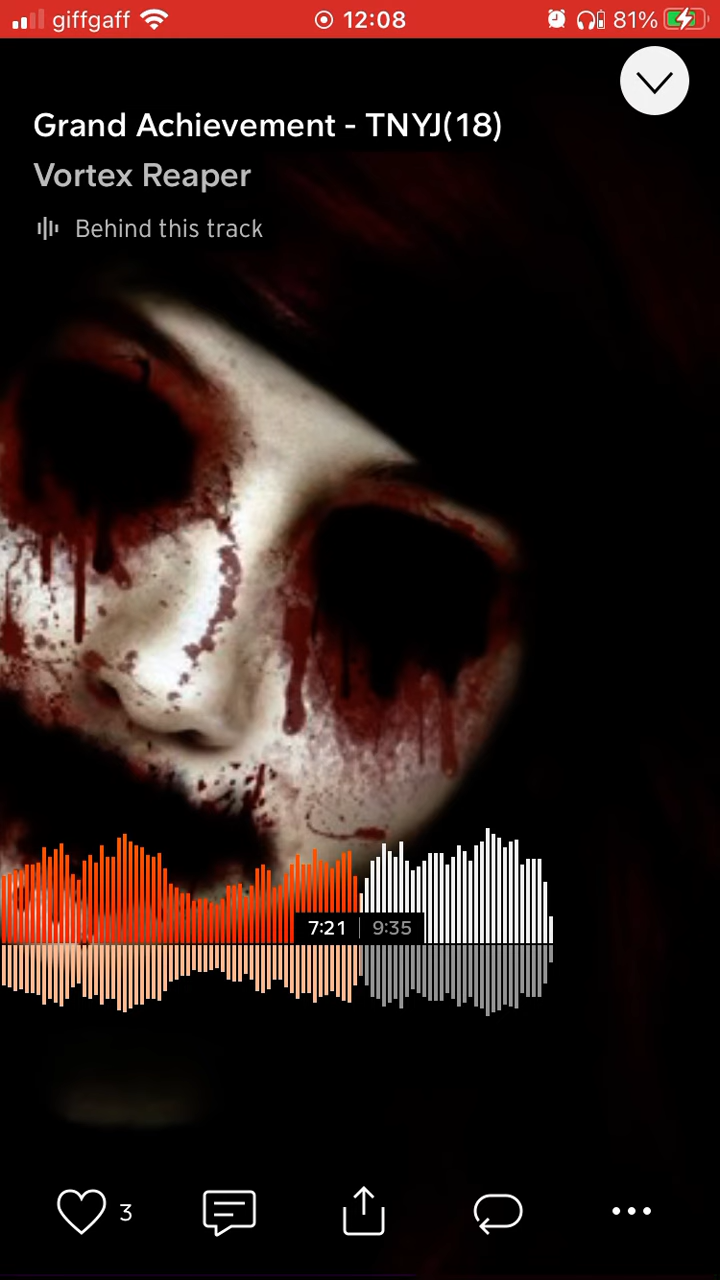 giffgaff 12:08 81%
Grand Achievement - TNYJ(18)
Vortex Reaper
Behind this track
7:21 9:35
3